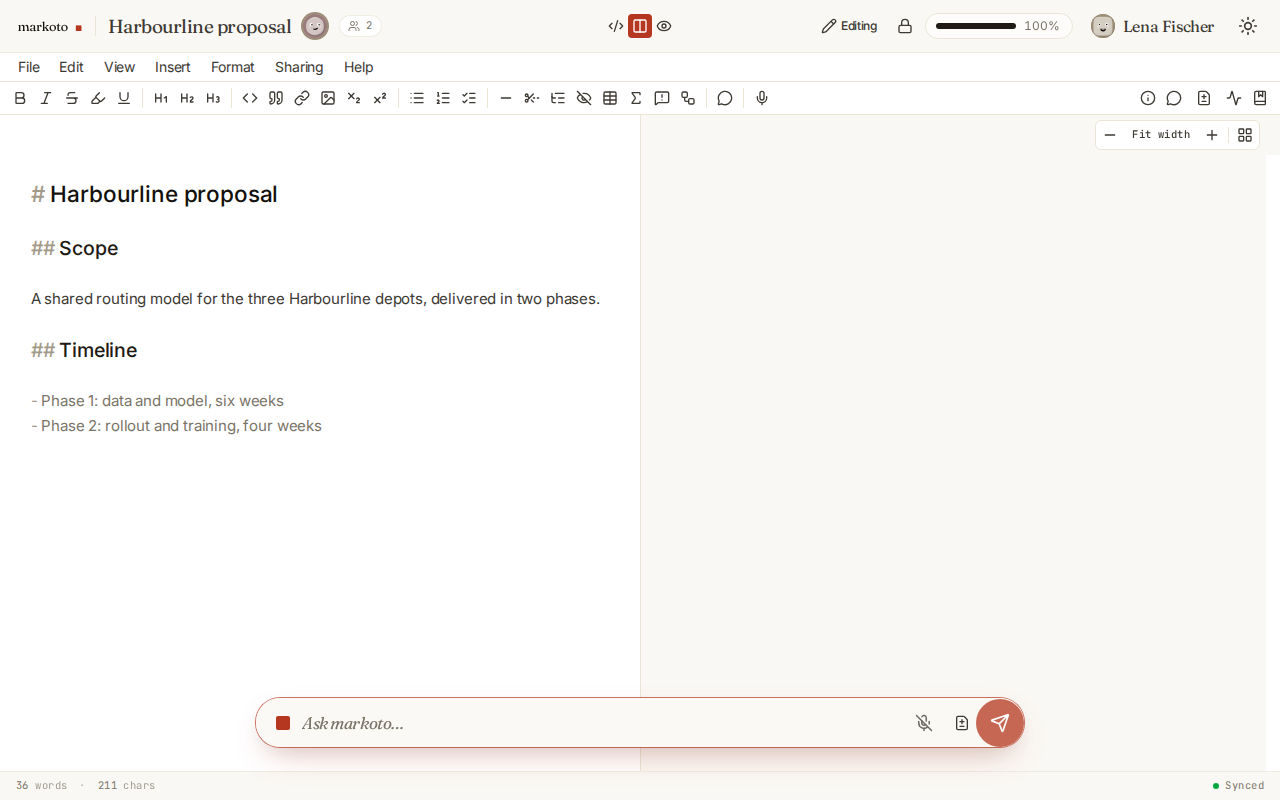 markoto
Harbourline proposal
2
Editing
100%
Lena Fischer
File Edit View Insert Format Sharing Help
H1 H2 H3
Fit width
# Harbourline proposal
## Scope
A shared routing model for the three Harbourline depots, delivered in two phases.
## Timeline
- Phase 1: data and model, six weeks
- Phase 2: rollout and training, four weeks
Ask markoto...
36 words · 211 chars
Synced